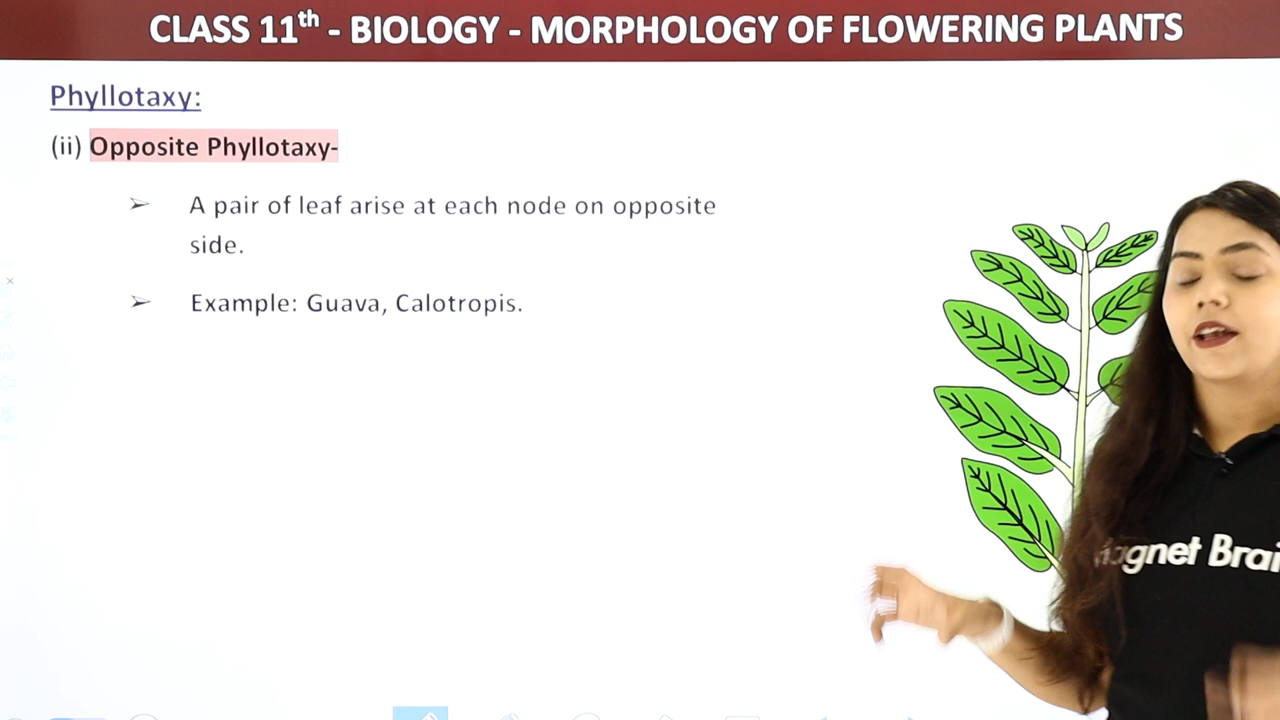 CLASS 11th - BIOLOGY - MORPHOLOGY OF FLOWERING PLANTS
Phyllotaxy:
(ii) Opposite Phyllotaxy-
➢ A pair of leaf arise at each node on opposite
side.
➢ Example: Guava, Calotropis.
agnet Brai